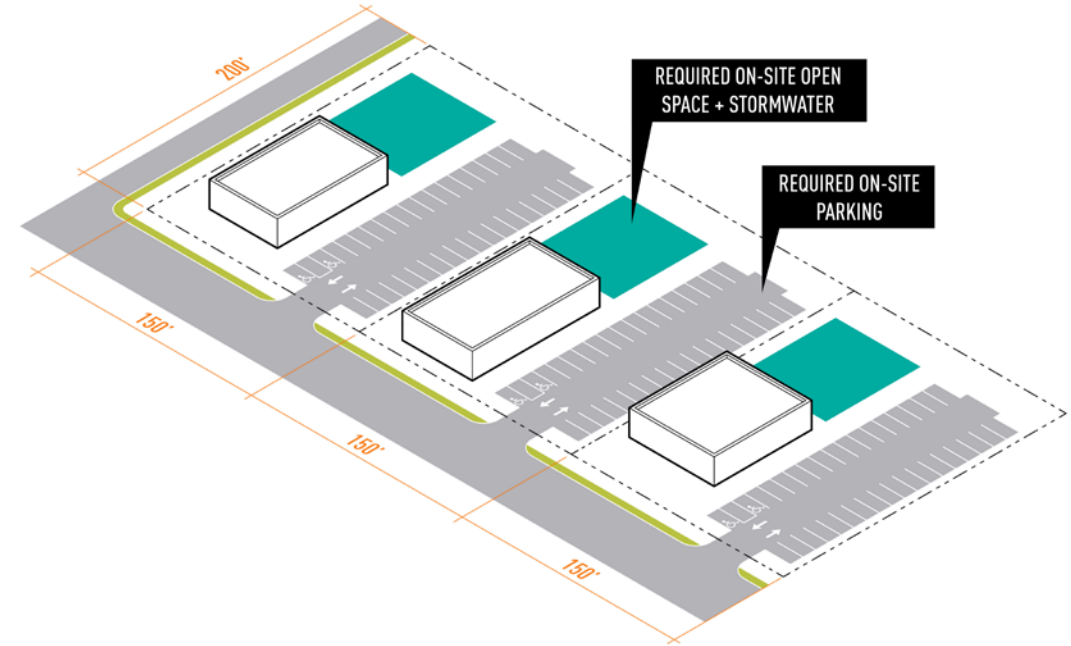 200'
REQUIRED ON-SITE OPEN
SPACE + STORMWATER
REQUIRED ON-SITE
PARKING
150'
150'
150'